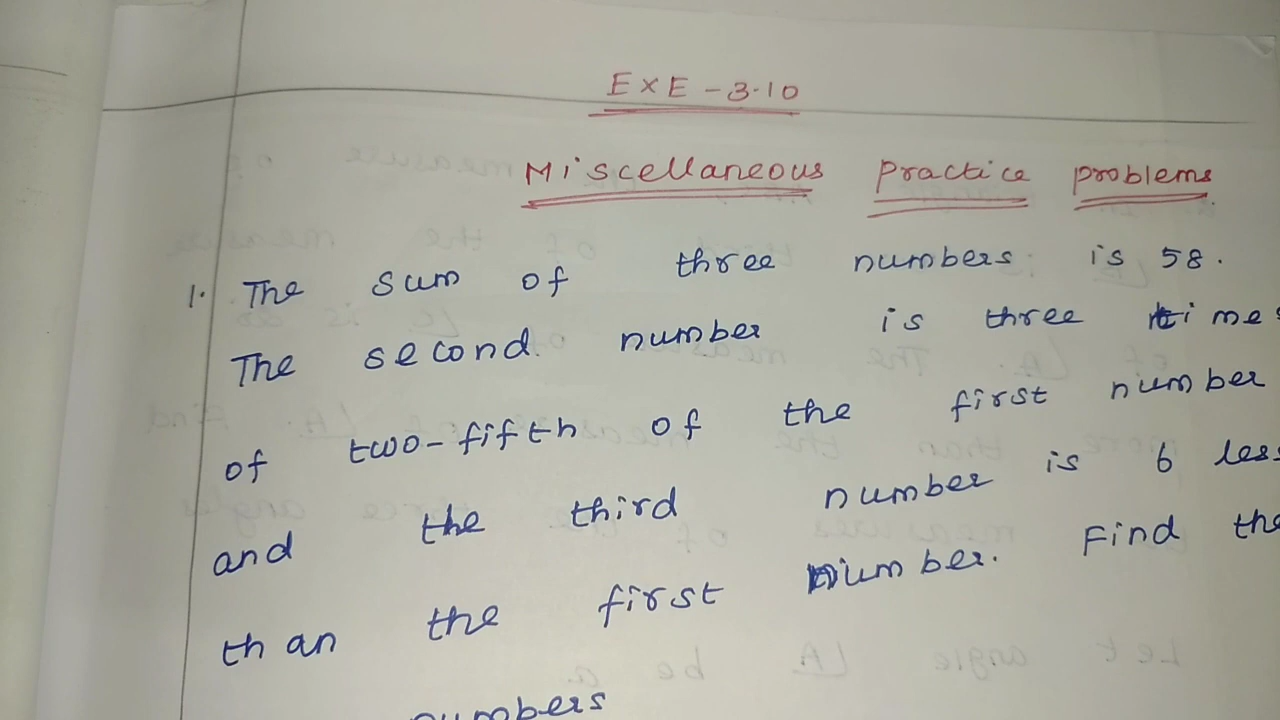 EXE - 3.10
Miscellaneous Practice problems
1. The sum of three numbers is 58.
The second number is three time
of two-fifth of the first number
and the third number is 6 less
than the first number. Find the
numbers